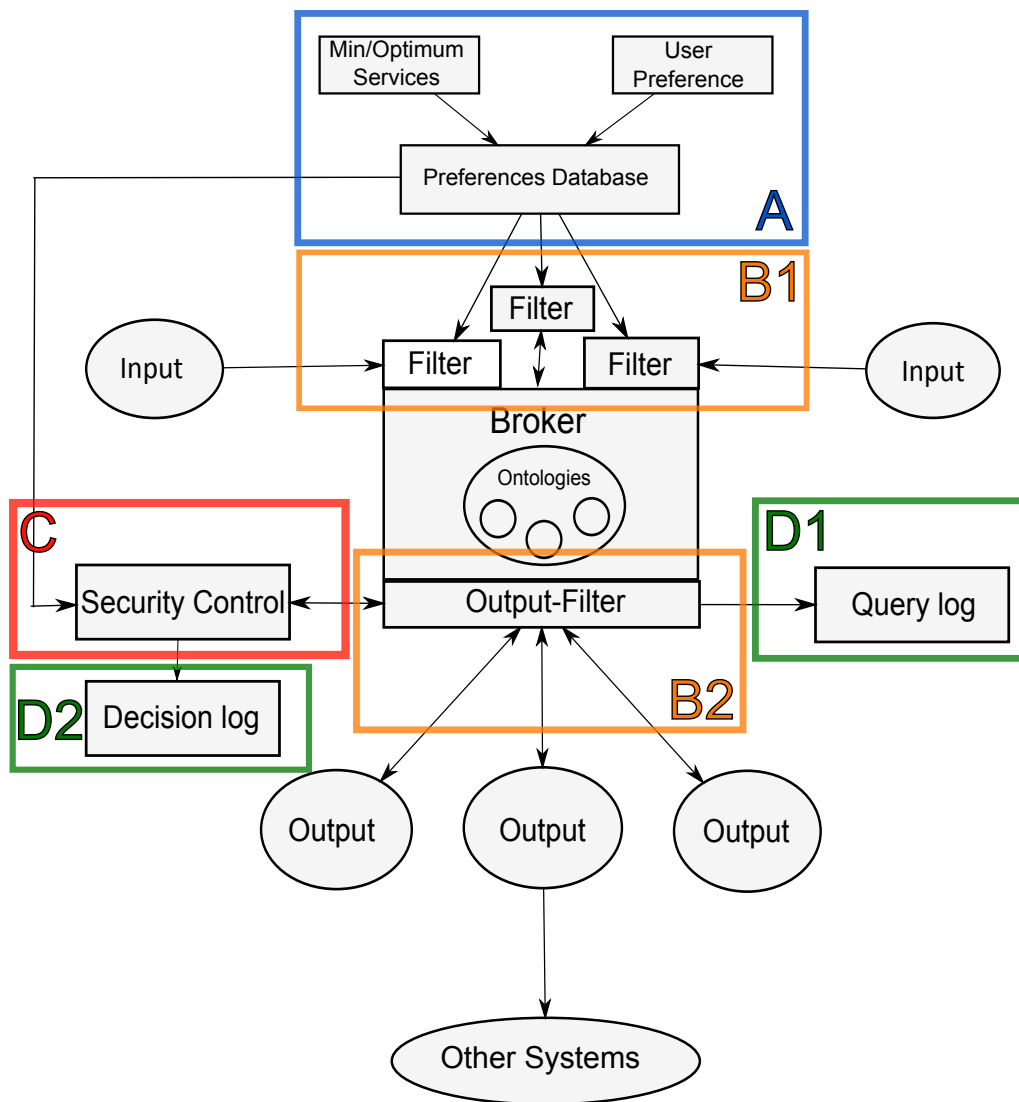 Min/Optimum
Services
User
Preference
Preferences Database
A
B1
Filter
Filter
Filter
Input
Input
Broker
Ontologies
C
D1
Security Control
Output-Filter
Query log
B2
D2
Decision log
Output
Output
Output
Other Systems